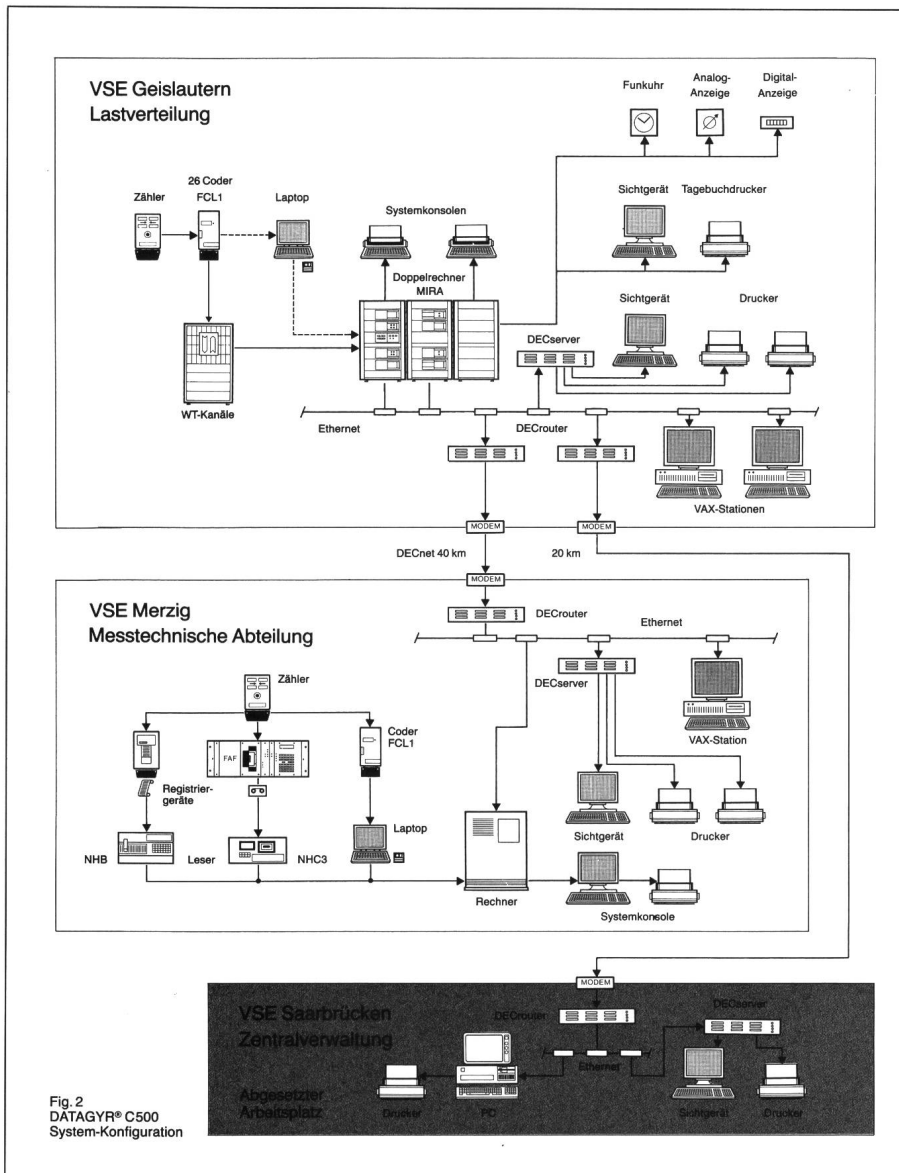 VSE Geislautern
Lastverteilung
Funkuhr
Analog-
Anzeige
Digital-
Anzeige
Zähler
26 Coder
FCL1
Laptop
Systemkonsolen
Sichtgerät
Tagebuchdrucker
Doppelrechner
MIRA
Sichtgerät
Drucker
DECserver
WT-Kanäle
Ethernet
DECrouter
VAX-Stationen
MODEM
MODEM
DECnet 40 km
20 km
MODEM
VSE Merzig
Messtechnische Abteilung
DECrouter
Ethernet
DECserver
Zähler
VAX-Station
Coder
FCL1
FAF
Registrier-
geräte
Laptop
Sichtgerät
Drucker
NHB
Leser
NHC3
Rechner
Systemkonsole
MODEM
VSE Saarbrücken
Zentralverwaltung
DECrouter
DECserver
Ethernet
Abgesetzter
Arbeitsplatz
Drucker
PC
Sichtgerät
Drucker
Fig. 2
DATAGYR® C500
System-Konfiguration